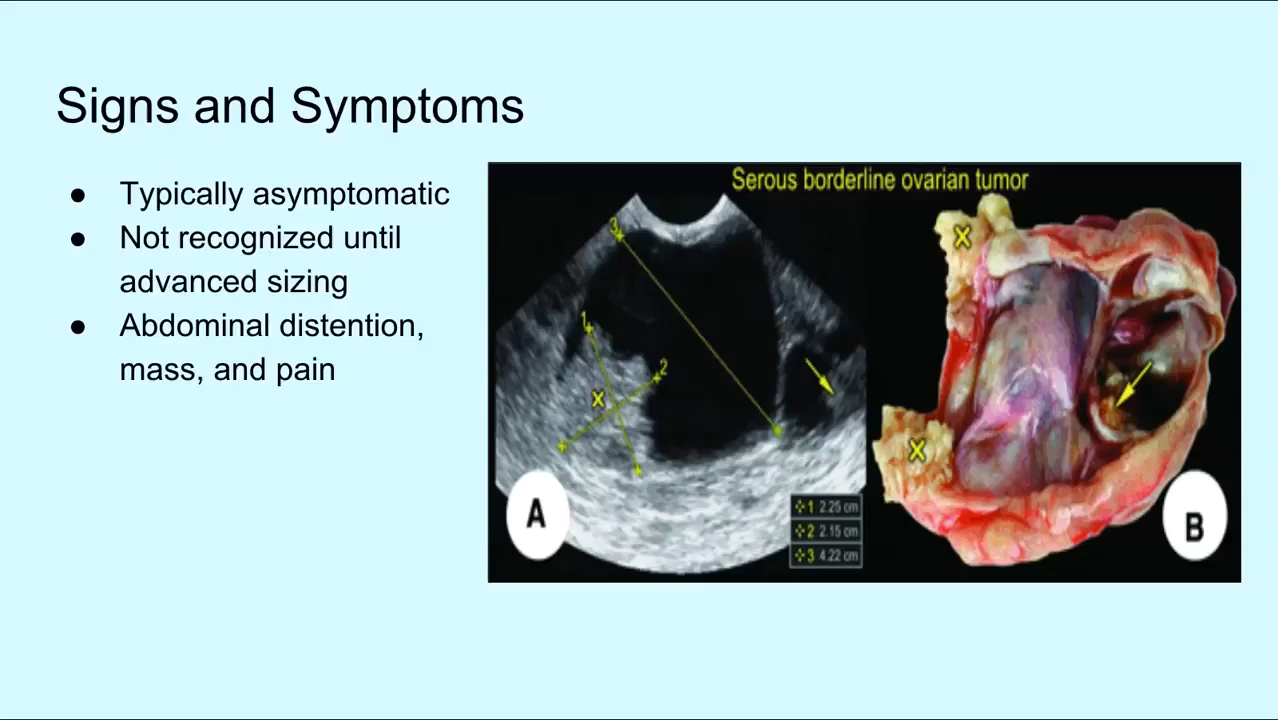 Signs and Symptoms
● Typically asymptomatic
● Not recognized until
advanced sizing
● Abdominal distention,
mass, and pain
Serous borderline ovarian tumor
3
1
2
x
x
x
A
B
1 2.25 cm
2 2.15 cm
3 4.22 cm